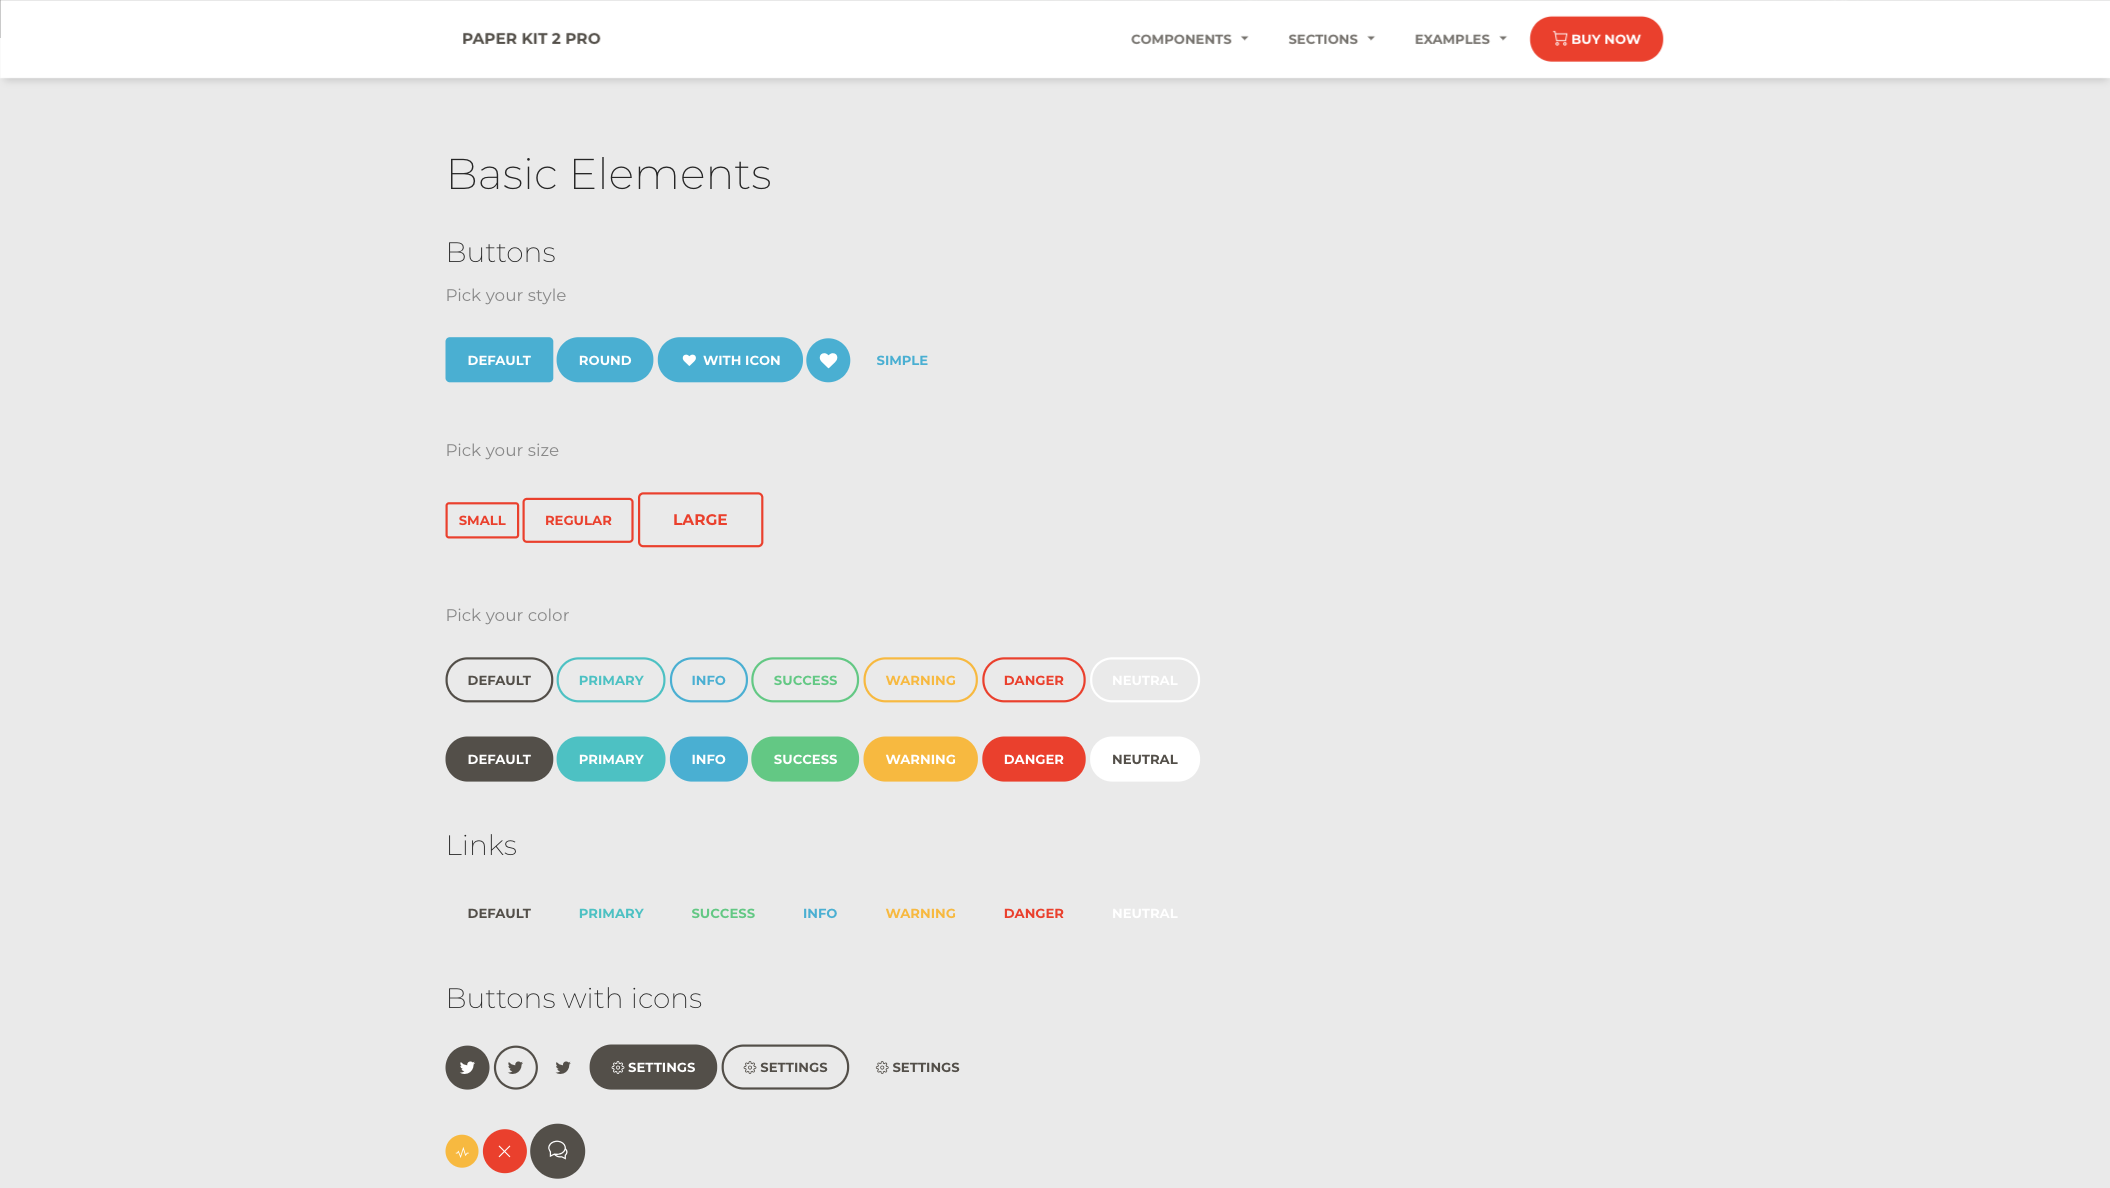 PAPER KIT 2 PRO COMPONENTS SECTIONS EXAMPLES BUY NOW
Basic Elements
Buttons
Pick your style
DEFAULT ROUND WITH ICON SIMPLE
Pick your size
SMALL REGULAR LARGE
Pick your color
DEFAULT PRIMARY INFO SUCCESS WARNING DANGER NEUTRAL
DEFAULT PRIMARY INFO SUCCESS WARNING DANGER NEUTRAL
Links
DEFAULT PRIMARY SUCCESS INFO WARNING DANGER NEUTRAL
Buttons with icons
SETTINGS SETTINGS SETTINGS